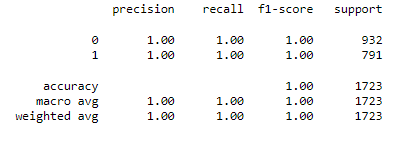 precision recall f1-score support
0 1.00 1.00 1.00 932
1 1.00 1.00 1.00 791
accuracy 1.00 1723
macro avg 1.00 1.00 1.00 1723
weighted avg 1.00 1.00 1.00 1723